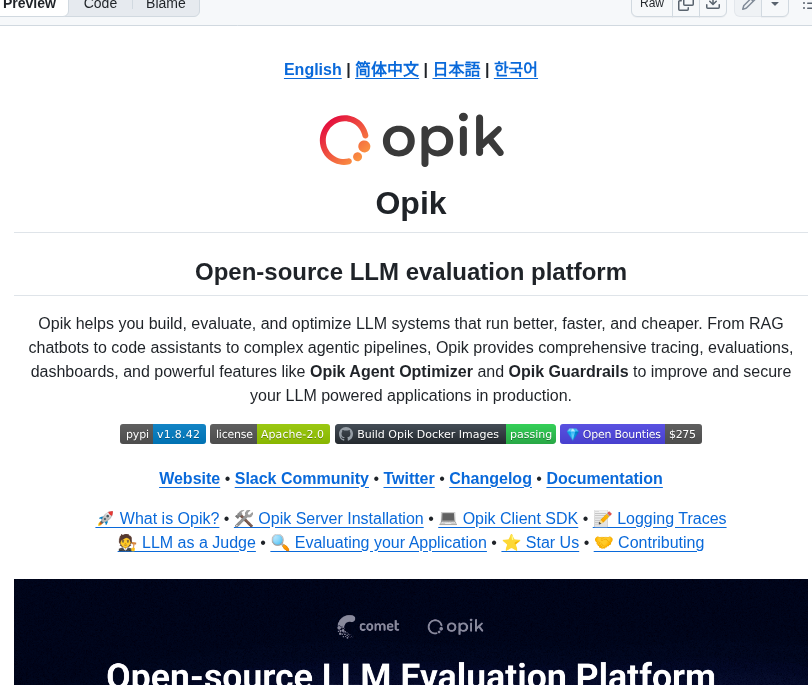 Preview Code Blame Raw
English | 简体中文 | 日本語 | 한국어
opik
Opik
Open-source LLM evaluation platform
Opik helps you build, evaluate, and optimize LLM systems that run better, faster, and cheaper. From RAG
chatbots to code assistants to complex agentic pipelines, Opik provides comprehensive tracing, evaluations,
dashboards, and powerful features like Opik Agent Optimizer and Opik Guardrails to improve and secure
your LLM powered applications in production.
pypi v1.8.42 license Apache-2.0 Build Opik Docker Images passing 💎 Open Bounties $275
Website • Slack Community • Twitter • Changelog • Documentation
🚀 What is Opik? • 🛠️ Opik Server Installation • 💻 Opik Client SDK • 📝 Logging Traces
🧑‍⚖️ LLM as a Judge • 🔍 Evaluating your Application • ⭐ Star Us • 🤝 Contributing
comet opik
Open-source LLM Evaluation Platform